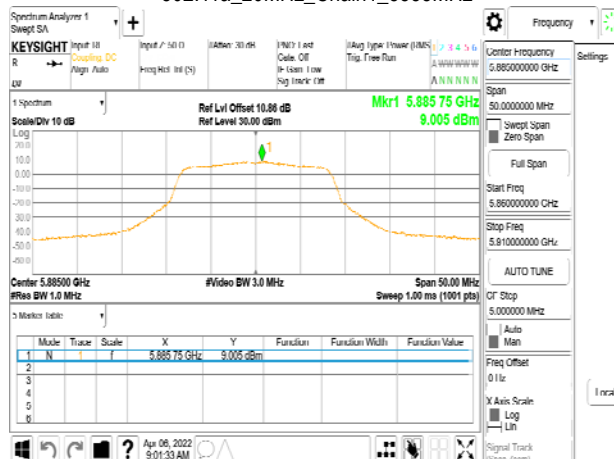 Spectrum Analyzer 1
Swept SA
+
Frequency
KEYSIGHT
Input: RF
Input Z: 50 Ω
#Atten: 30 dB
PNO: Fast
#Avg Type: Power (RMS)
1 2 3 4 5 6
R
Coupling: DC
Gate: Off
Trig: Free Run
A WWWWW
Align: Auto
Freq Ref: Int (S)
IF Gain: Low
Sig Track: Off
A N N N N N
Center Frequency
5.885000000 GHz
Settings
1 Spectrum
Ref Lvl Offset 10.86 dB
Mkr1 5.885 75 GHz
Scale/Div 10 dB
Ref Level 30.00 dBm
9.005 dBm
Span
50.0000000 MHz
Swept Span
Zero Span
Log
20.0
10.0
0.00
-10.0
-20.0
-30.0
-40.0
-50.0
-60.0
1
Full Span
Start Freq
5.860000000 GHz
Stop Freq
5.910000000 GHz
AUTO TUNE
Center 5.88500 GHz
#Video BW 3.0 MHz
Span 50.00 MHz
#Res BW 1.0 MHz
Sweep 1.00 ms (1001 pts)
CF Step
5.000000 MHz
Auto
Man
5 Marker Table
Mode Trace Scale X Y Function Function Width Function Value
1 N 1 f 5.885 75 GHz 9.005 dBm
2
3
4
5
6
Freq Offset
0 Hz
X Axis Scale
Log
Lin
Local
Signal Track
?
Apr 06, 2022
9:01:33 AM